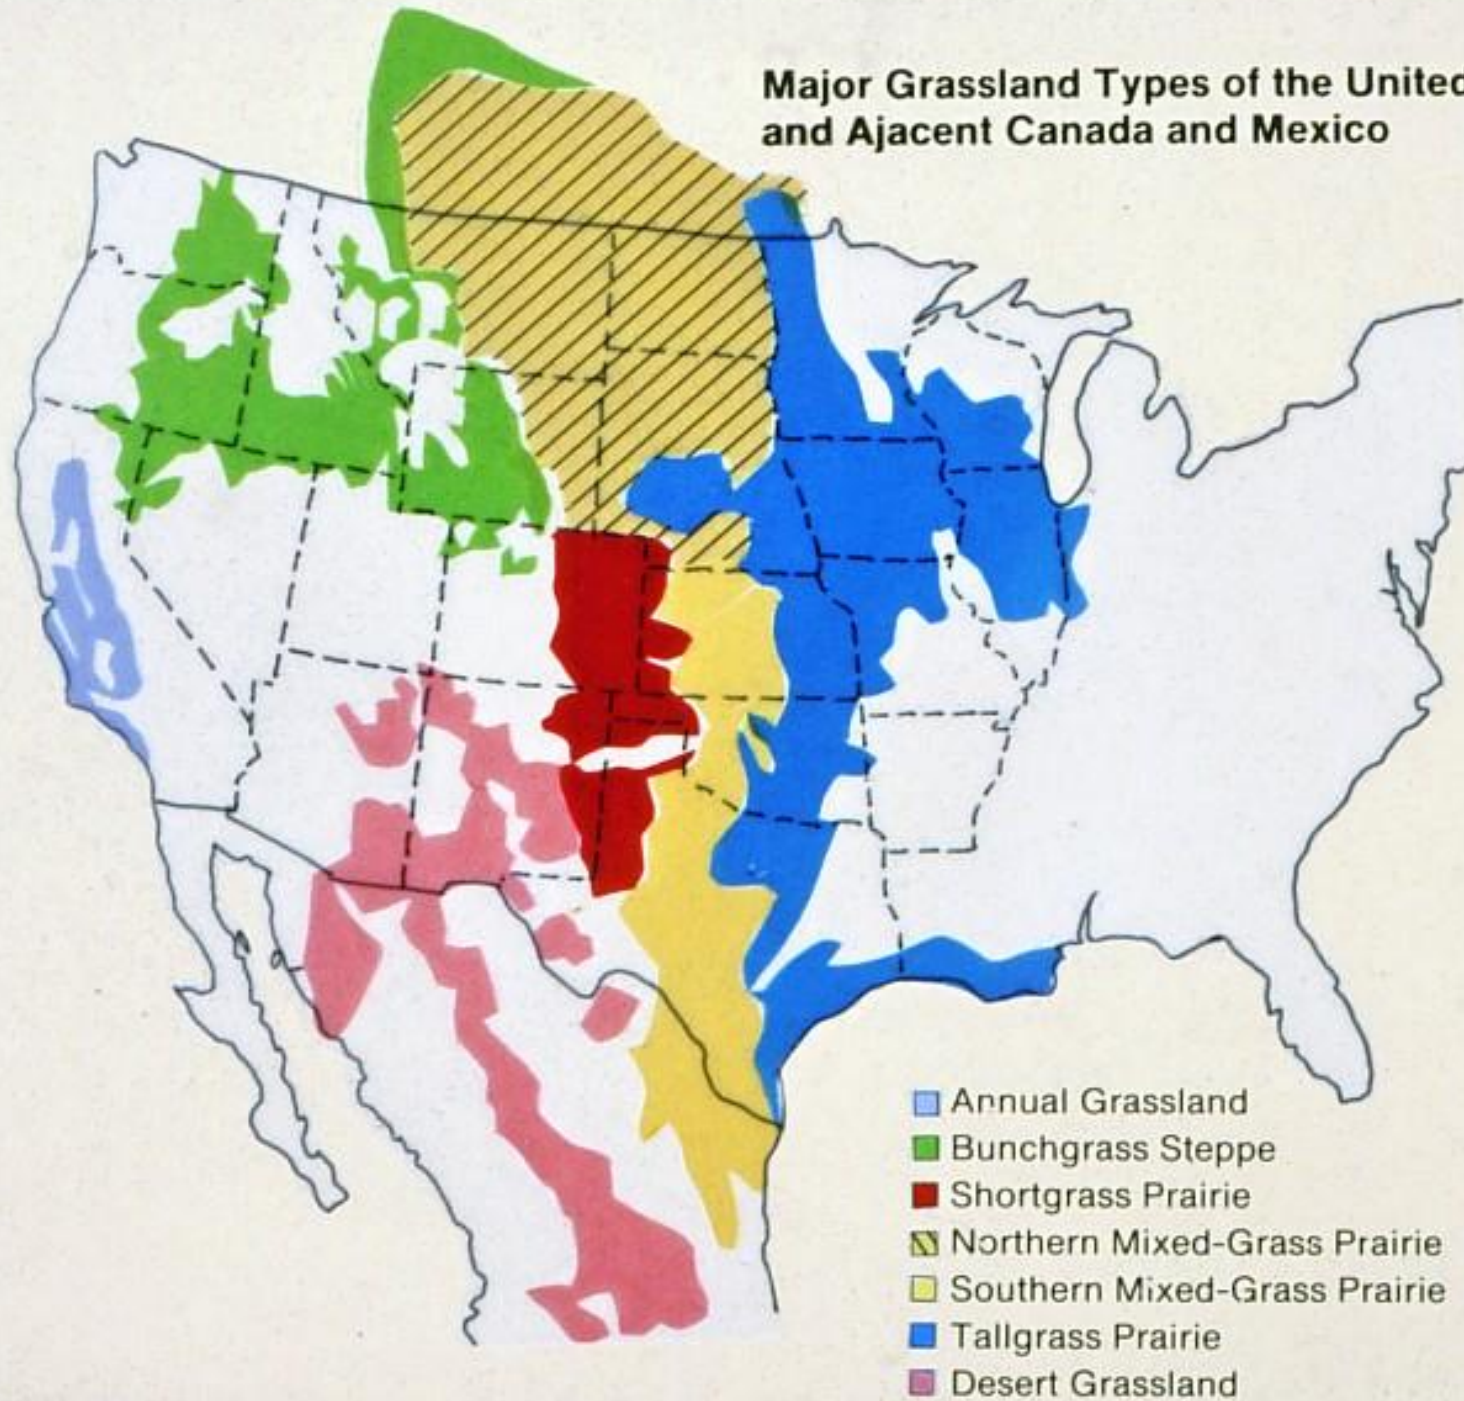 Major Grassland Types of the United
and Ajacent Canada and Mexico
Annual Grassland
Bunchgrass Steppe
Shortgrass Prairie
Northern Mixed-Grass Prairie
Southern Mixed-Grass Prairie
Tallgrass Prairie
Desert Grassland